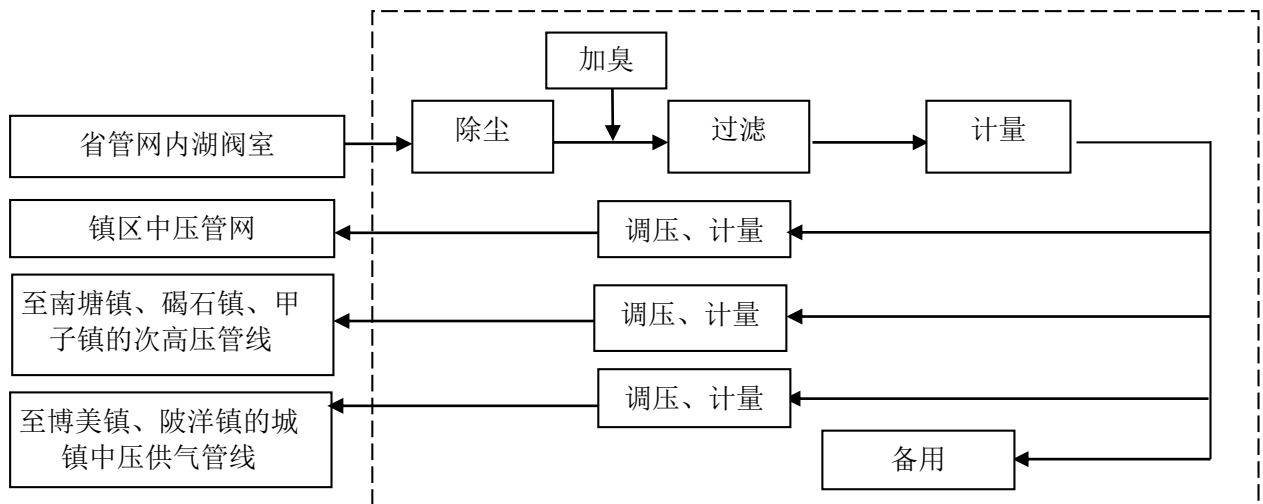 加臭
省管网内湖阀室
除尘
过滤
计量
镇区中压管网
调压、计量
至南塘镇、碣石镇、甲
子镇的次高压管线
调压、计量
至博美镇、陂洋镇的城
镇中压供气管线
调压、计量
备用